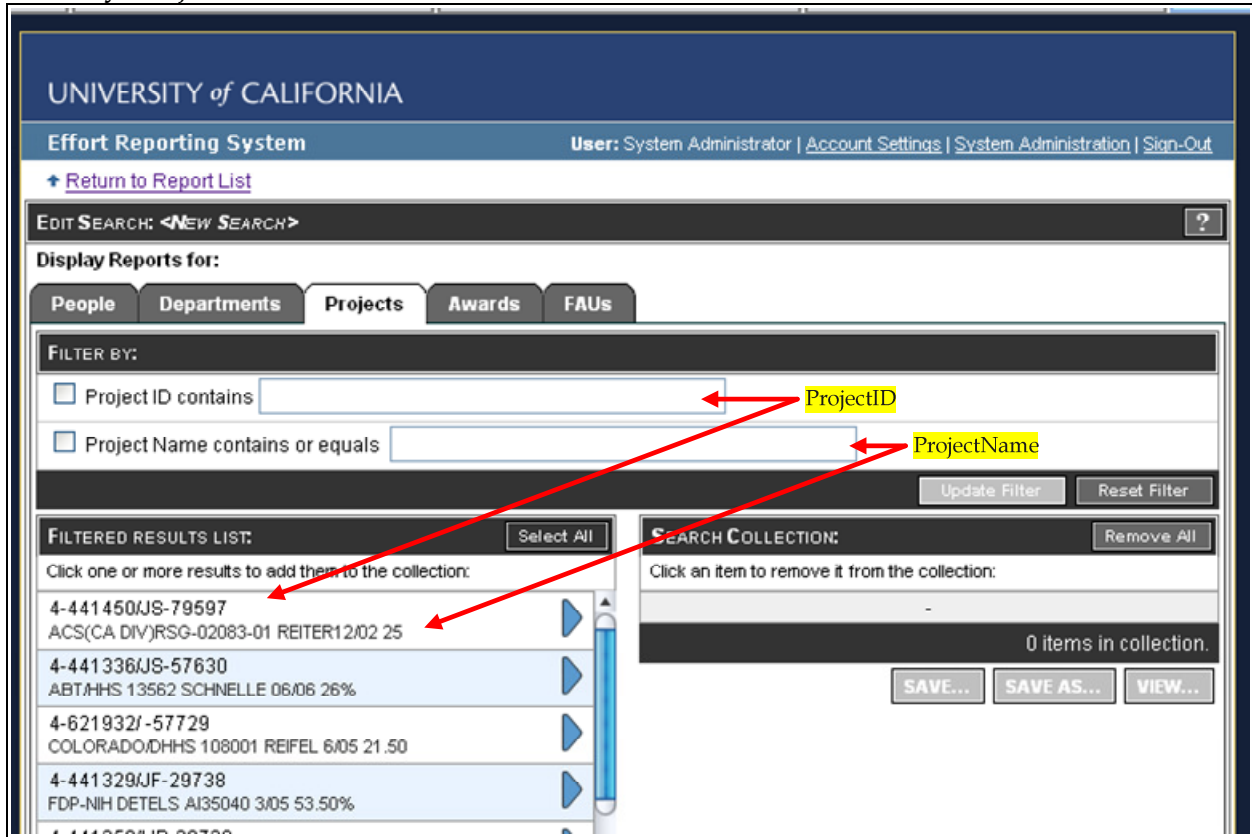 UNIVERSITY of CALIFORNIA
Effort Reporting System User: System Administrator | Account Settings | System Administration | Sign-Out
Return to Report List
EDIT SEARCH: <NEW SEARCH> ?
Display Reports for:
People Departments Projects Awards FAUs
FILTER BY:
Project ID contains ProjectID
Project Name contains or equals ProjectName
Update Filter Reset Filter
FILTERED RESULTS LIST: Select All
Click one or more results to add them to the collection:
4-441450/JS-79597
ACS(CA DIV)RSG-02083-01 REITER12/02 25
4-441336/JS-57630
ABT/HHS 13562 SCHNELLE 06/06 26%
4-621932/ -57729
COLORADO/DHHS 108001 REIFEL 6/05 21.50
4-441329/JF-29738
FDP-NIH DETELS AI35040 3/05 53.50%
SEARCH COLLECTION: Remove All
Click an item to remove it from the collection:
-
0 items in collection.
SAVE... SAVE AS... VIEW...